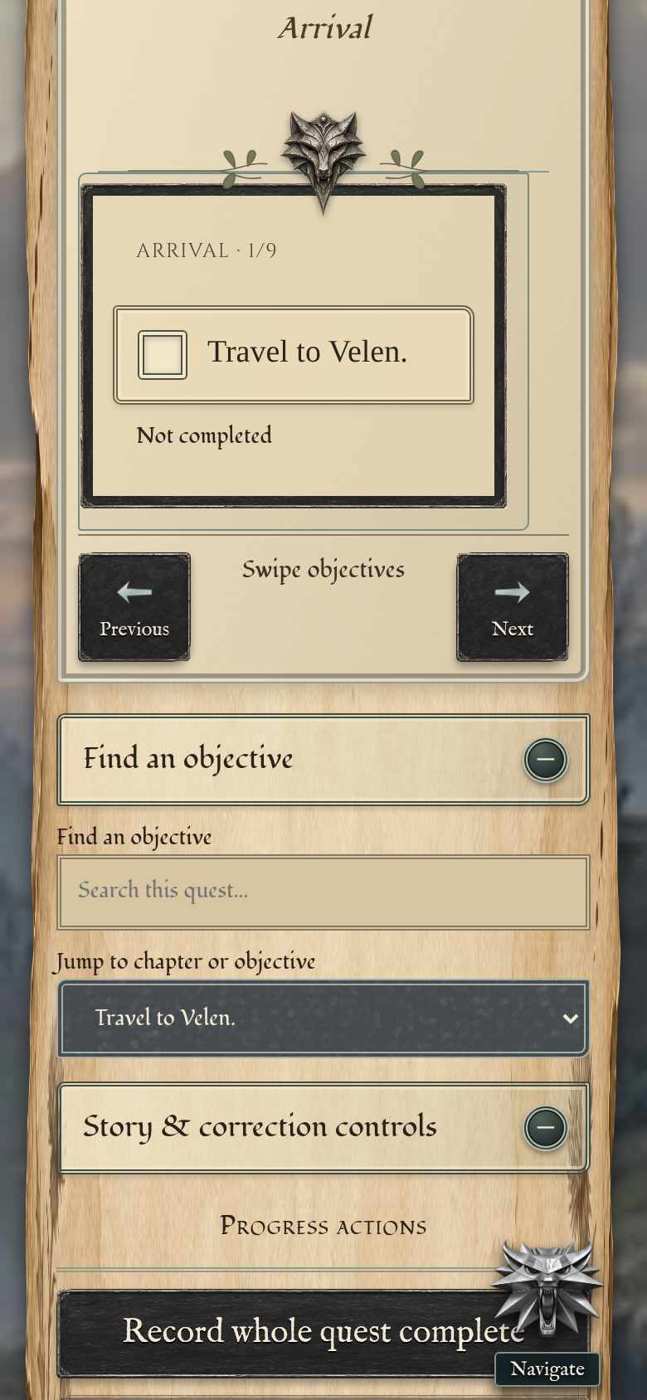 Arrival
ARRIVAL · 1/9
Travel to Velen.
Not completed
Swipe objectives
Previous
Next
Find an objective
Find an objective
Search this quest...
Jump to chapter or objective
Travel to Velen.
Story & correction controls
Progress actions
Record whole quest complete
Navigate